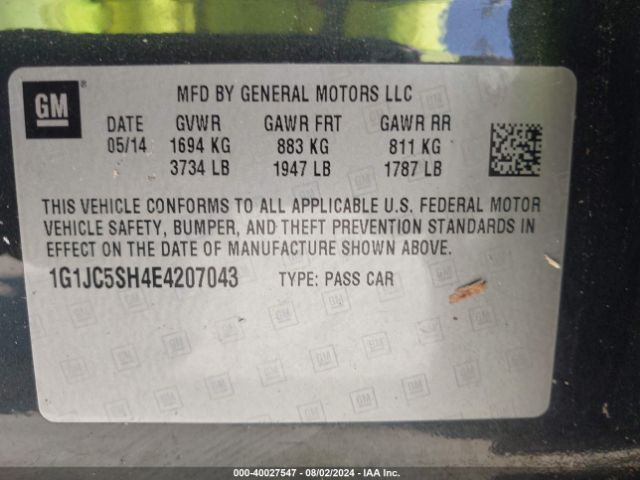 GM
MFD BY GENERAL MOTORS LLC
DATE GVWR GAWR FRT GAWR RR
05/14 1694 KG 883 KG 811 KG
3734 LB 1947 LB 1787 LB
THIS VEHICLE CONFORMS TO ALL APPLICABLE U.S. FEDERAL MOTOR
VEHICLE SAFETY, BUMPER, AND THEFT PREVENTION STANDARDS IN
EFFECT ON THE DATE OF MANUFACTURE SHOWN ABOVE.
1G1JC5SH4E4207043 TYPE: PASS CAR
000-40027547 - 08/02/2024 - IAA Inc.